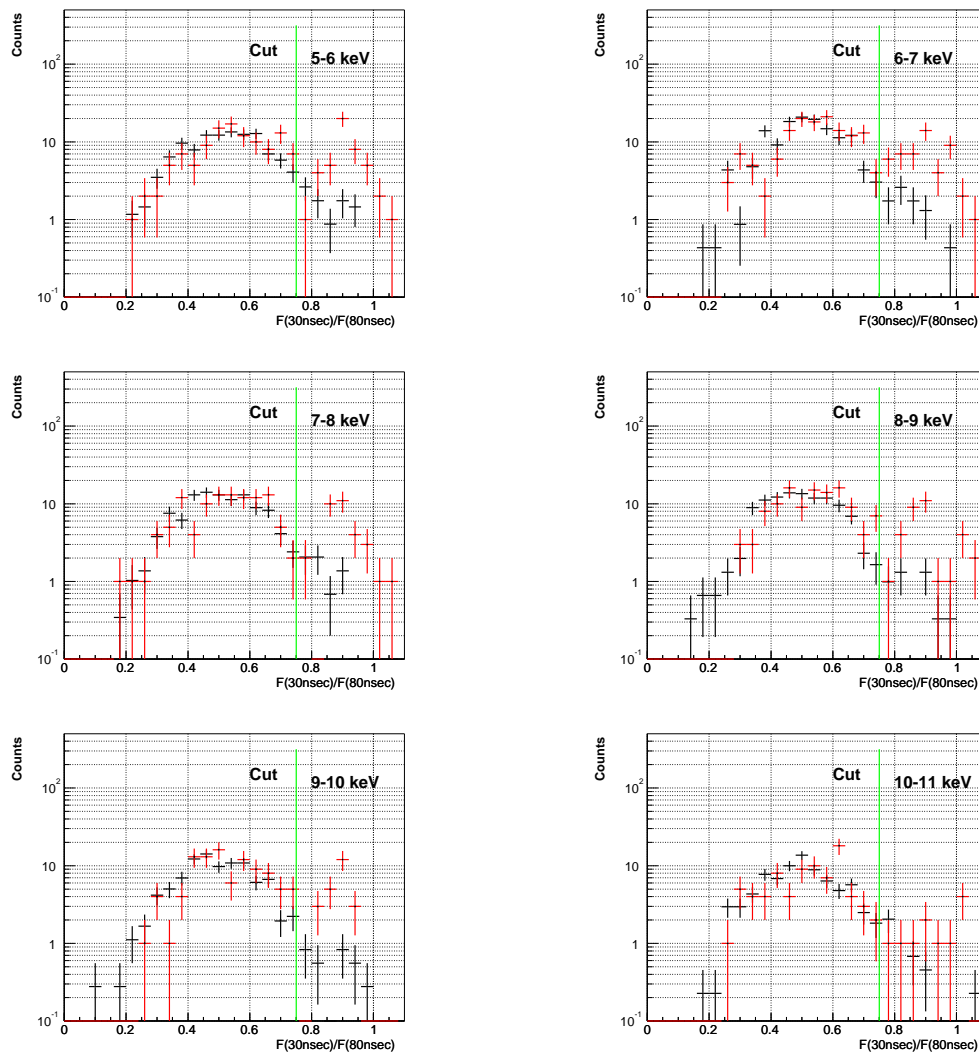 Counts
Cut
5-6 keV
10²
10
1
10⁻¹
0 0.2 0.4 0.6 0.8 1
F(30nsec)/F(80nsec)
Counts
Cut
6-7 keV
10²
10
1
10⁻¹
0 0.2 0.4 0.6 0.8 1
F(30nsec)/F(80nsec)
Counts
Cut
7-8 keV
10²
10
1
10⁻¹
0 0.2 0.4 0.6 0.8 1
F(30nsec)/F(80nsec)
Counts
Cut
8-9 keV
10²
10
1
10⁻¹
0 0.2 0.4 0.6 0.8 1
F(30nsec)/F(80nsec)
Counts
Cut
9-10 keV
10²
10
1
10⁻¹
0 0.2 0.4 0.6 0.8 1
F(30nsec)/F(80nsec)
Counts
Cut
10-11 keV
10²
10
1
10⁻¹
0 0.2 0.4 0.6 0.8 1
F(30nsec)/F(80nsec)